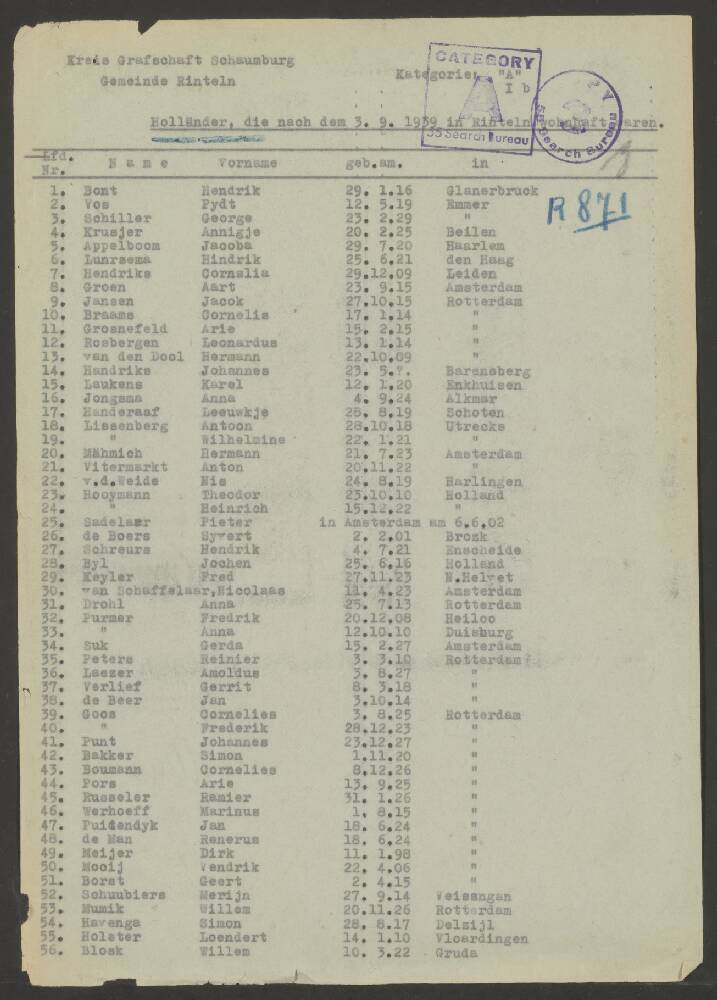 Kreis Grafschaft Schaumburg
Gemeinde Rinteln
Kategorie: "A"
I b
CATEGORY
A
55 Search Bureau
55 Search Bureau
Holländer, die nach dem 3. 9. 1939 in Rinteln wohnhaft waren.
R 871
Lfd. Nr. Name Vorname geb.am. in
1. Bont Hendrik 29. 1.16 Glanerbruck
2. Vos Pydt 12. 5.19 Emmer
3. Schiller George 23. 2.29 "
4. Krusjer Annigje 20. 2.25 Beilen
5. Appelboom Jacoba 29. 7.20 Haarlem
6. Lunrsema Hindrik 25. 6.21 den Haag
7. Hendriks Cornalia 29.12.09 Leiden
8. Groen Aart 23. 9.15 Amsterdam
9. Jansen Jacok 27.10.15 Rotterdam
10. Braams Cornelis 17. 1.14 "
11. Grosnefeld Arie 15. 2.15 "
12. Rosbergen Leonardus 13. 1.14 "
13. van den Dool Hermann 22.10.09 "
14. Handriks Johannes 23. 5.?. Barensberg
15. Laukens Karel 12. 1.20 Enkhuisen
16. Jongsma Anna 4. 9.24 Alkmar
17. Handeraaf Leeuwkje 28. 8.19 Schoten
18. Lissenberg Antoon 28.10.18 Utrecks
19. " Wilhelmine 22. 1.21 "
20. Mähmich Hermann 21. 7.23 Amsterdam
21. Vitermarkt Anton 20.11.22 "
22. v.d.Weide Nis 24. 8.19 Harlingen
23. Rooymann Theodor 23.10.10 Holland
24. " Heinrich 15.12.22 "
25. Sadelaar Pieter in Amsterdam am 6.6.02
26. de Boers Syvert 2. 2.01 Broek
27. Schreurs Hendrik 4. 7.21 Enscheide
28. Byl Jochen 25. 6.16 Holland
29. Keyler Fred 27.11.23 N.Helvet
30. van Schaffelaar,Nicolaas 11. 4.23 Amsterdam
31. Drohl Anna 25. 7.13 Rotterdam
32. Purmer Fredrik 20.12.08 Heiloo
33. " Anna 12.10.10 Duisburg
34. Suk Gerda 15. 2.27 Amsterdam
35. Peters Reinier 3. 3.10 Rotterdam
36. Laezer Amoldus 3. 8.27 "
37. Verlief Gerrit 8. 3.18 "
38. de Beer Jan 3.10.14 "
39. Goos Cornelies 3. 8.25 Rotterdam
40. " Frederik 28.12.23 "
41. Punt Johannes 23.12.27 "
42. Bakker Simon 1.11.20 "
43. Boumann Cornelies 8.12.26 "
44. Pors Arie 13. 9.25 "
45. Russeler Ramier 31. 1.26 "
46. Verhoeff Marinus 1. 8.15 "
47. Puidendyk Jan 18. 6.24 "
48. de Man Renerus 18. 6.24 "
49. Meijer Dirk 11. 1.98 "
50. Mooij Vendrik 22. 4.06 "
51. Borst Geert 2. 4.15 "
52. Schuubiers Merijn 27. 9.14 Veisangan
53. Mumik Willem 20.11.26 Rotterdam
54. Havenga Simon 28. 8.17 Delzijl
55. Holster Loendert 14. 1.10 Vloardingen
56. Blosk Willem 10. 3.22 Gruda